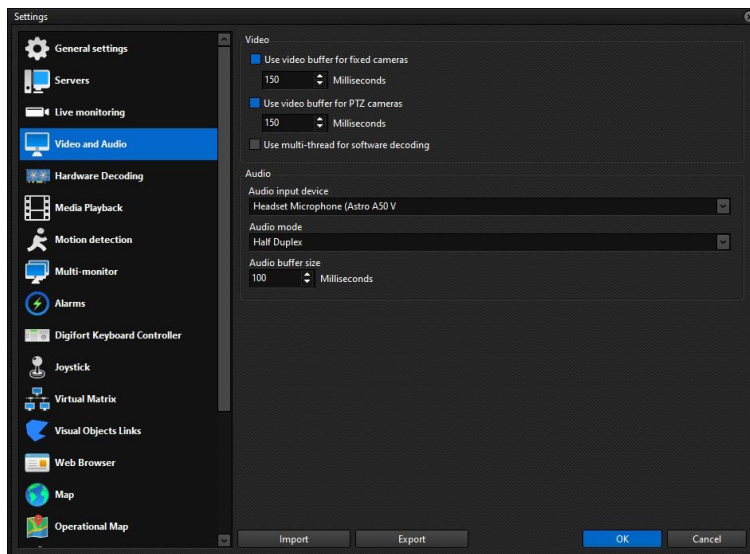 Settings
General settings
Servers
Live monitoring
Video and Audio
Hardware Decoding
Media Playback
Motion detection
Multi-monitor
Alarms
Digifort Keyboard Controller
Joystick
Virtual Matrix
Visual Objects Links
Web Browser
Map
Operational Map
Video
Use video buffer for fixed cameras
150 Milliseconds
Use video buffer for PTZ cameras
150 Milliseconds
Use multi-thread for software decoding
Audio
Audio input device
Headset Microphone (Astro A50 V
Audio mode
Half Duplex
Audio buffer size
100 Milliseconds
Import Export OK Cancel